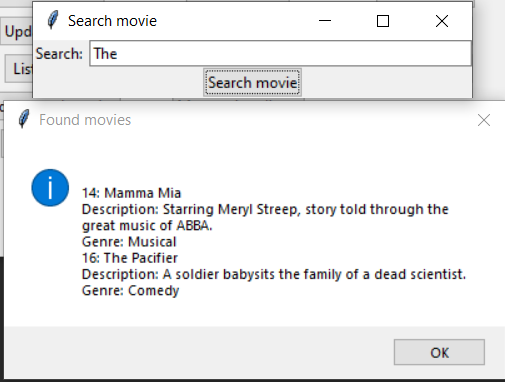 Search movie
Upd
Search: The
List
Search movie
Found movies
14: Mamma Mia
Description: Starring Meryl Streep, story told through the
great music of ABBA.
Genre: Musical
16: The Pacifier
Description: A soldier babysits the family of a dead scientist.
Genre: Comedy
OK